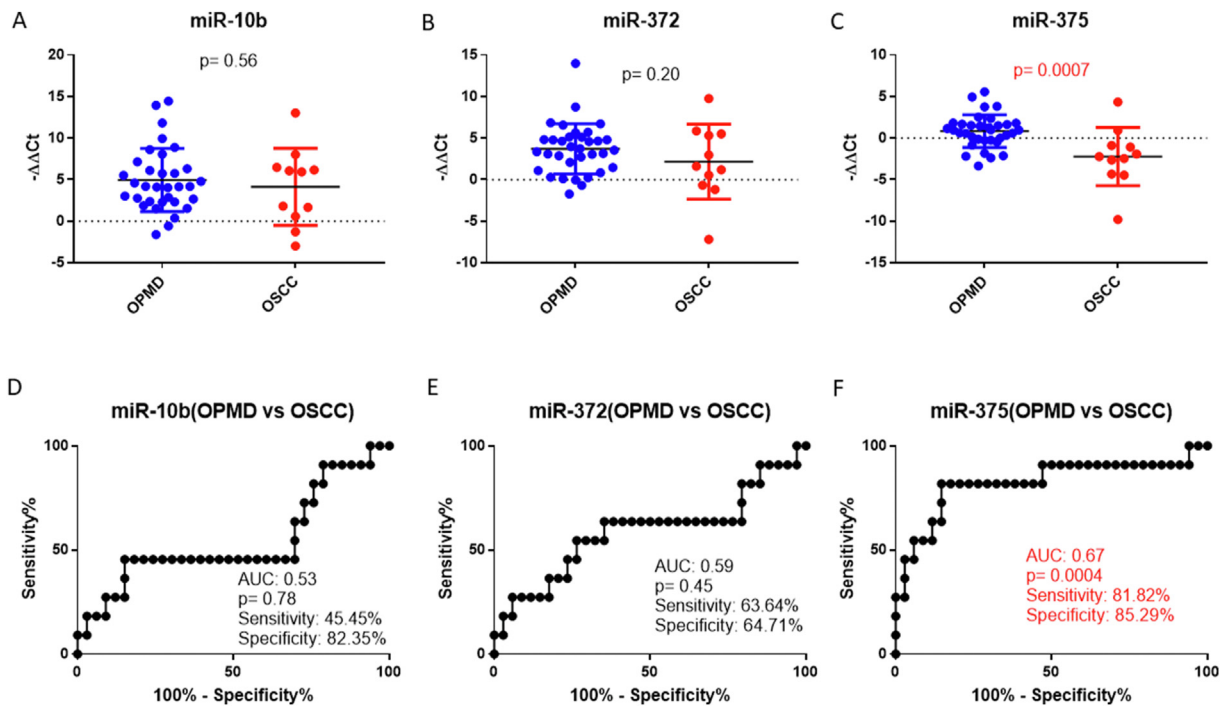 A
miR-10b
p= 0.56
-ΔΔCt
20
15
10
5
0
-5
OPMD
OSCC
B
miR-372
p= 0.20
-ΔΔCt
15
10
5
0
-5
-10
OPMD
OSCC
C
miR-375
p= 0.0007
-ΔΔCt
10
5
0
-5
-10
-15
OPMD
OSCC
D
miR-10b(OPMD vs OSCC)
Sensitivity%
100
50
0
AUC: 0.53
p= 0.78
Sensitivity: 45.45%
Specificity: 82.35%
0
50
100
100% - Specificity%
E
miR-372(OPMD vs OSCC)
Sensitivity%
100
50
0
AUC: 0.59
p= 0.45
Sensitivity: 63.64%
Specificity: 64.71%
0
50
100
100% - Specificity%
F
miR-375(OPMD vs OSCC)
Sensitivity%
100
50
0
AUC: 0.67
p= 0.0004
Sensitivity: 81.82%
Specificity: 85.29%
0
50
100
100% - Specificity%